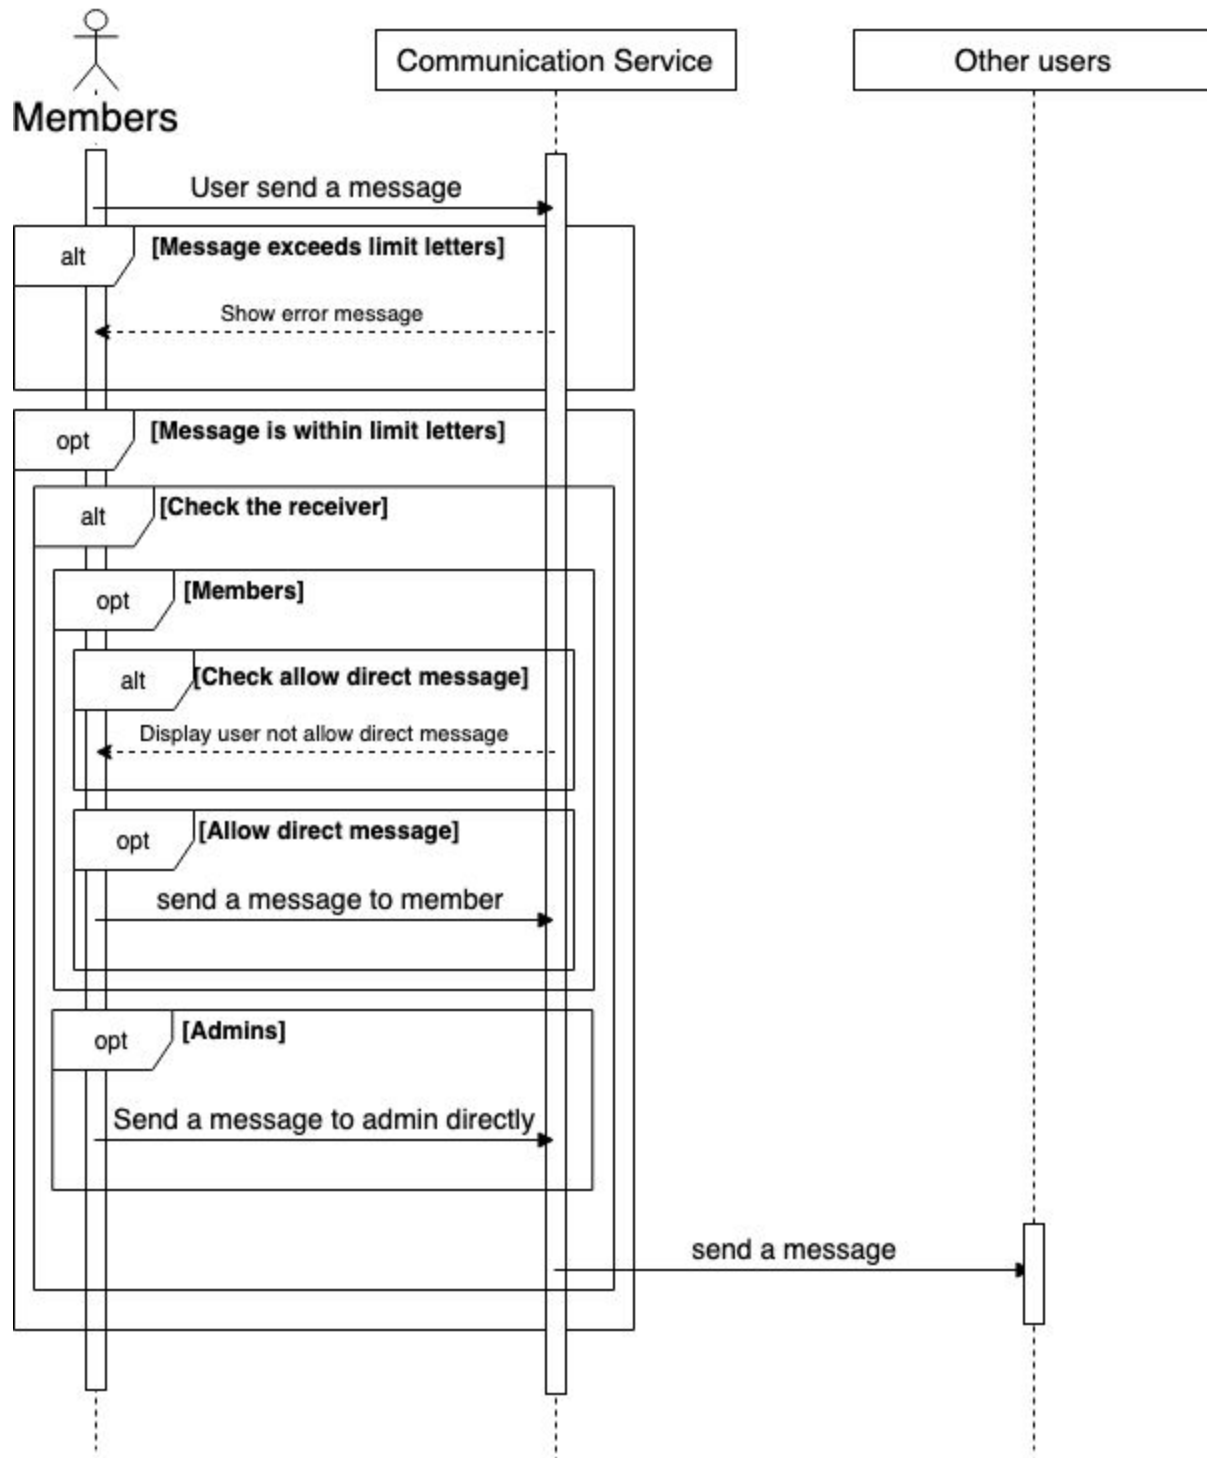 Members
Communication Service
Other users
User send a message
alt
[Message exceeds limit letters]
Show error message
opt
[Message is within limit letters]
alt
[Check the receiver]
opt
[Members]
alt
[Check allow direct message]
Display user not allow direct message
opt
[Allow direct message]
send a message to member
opt
[Admins]
Send a message to admin directly
send a message